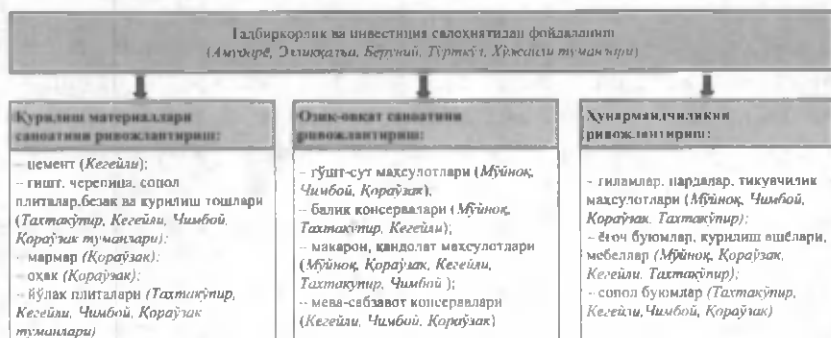 Тадбиркорлик ва инвестиция салоҳиятидан фойдаланиш
(Амударё, Элликқатъи, Беруний, Тўрткўл, Хўжайли туманлари)
Қурилиш материаллари
саноатини ривожлантириш:
– цемент (Кегейли);
– ғишт, черепица, сопол
плиталар,безак ва қурилиш тошлари
(Тахтакўпир, Кегейли, Чимбой,
Қораўзак туманлари);
– мармар (Қораўзак);
– оҳак (Қораўзак);
– йўлак плиталари (Тахтакўпир,
Кегейли, Чимбой, Қораўзак
туманлари)
Озиқ-овқат саноатини
ривожлантириш:
– гўшт-сут маҳсулотлари (Мўйноқ,
Чимбой, Қораўзак),
– балиқ консервалари (Мўйноқ,
Тахтакўпир, Кегейли);
– макарон, қандолат маҳсулотлари
(Мўйноқ, Қораўзак, Кегейли,
Тахтакўпир, Чимбой );
– мева-сабзавот консервлари
(Кегейли, Чимбой, Қораўзак)
Ҳунармандчиликни
ривожлантириш:
– гиламлар, пардалар, тикувчилик
маҳсулотлари (Мўйноқ, Чимбой,
Қораўзак, Тахтакўпир);
– ёғоч буюмлар, қурилиш ашёлари,
мебеллар (Мўйноқ, Қораўзак,
Кегейли, Тахтакўпир);
– сопол буюмлар (Тахтакўпир,
Кегейли,Чимбой, Қораўзак)